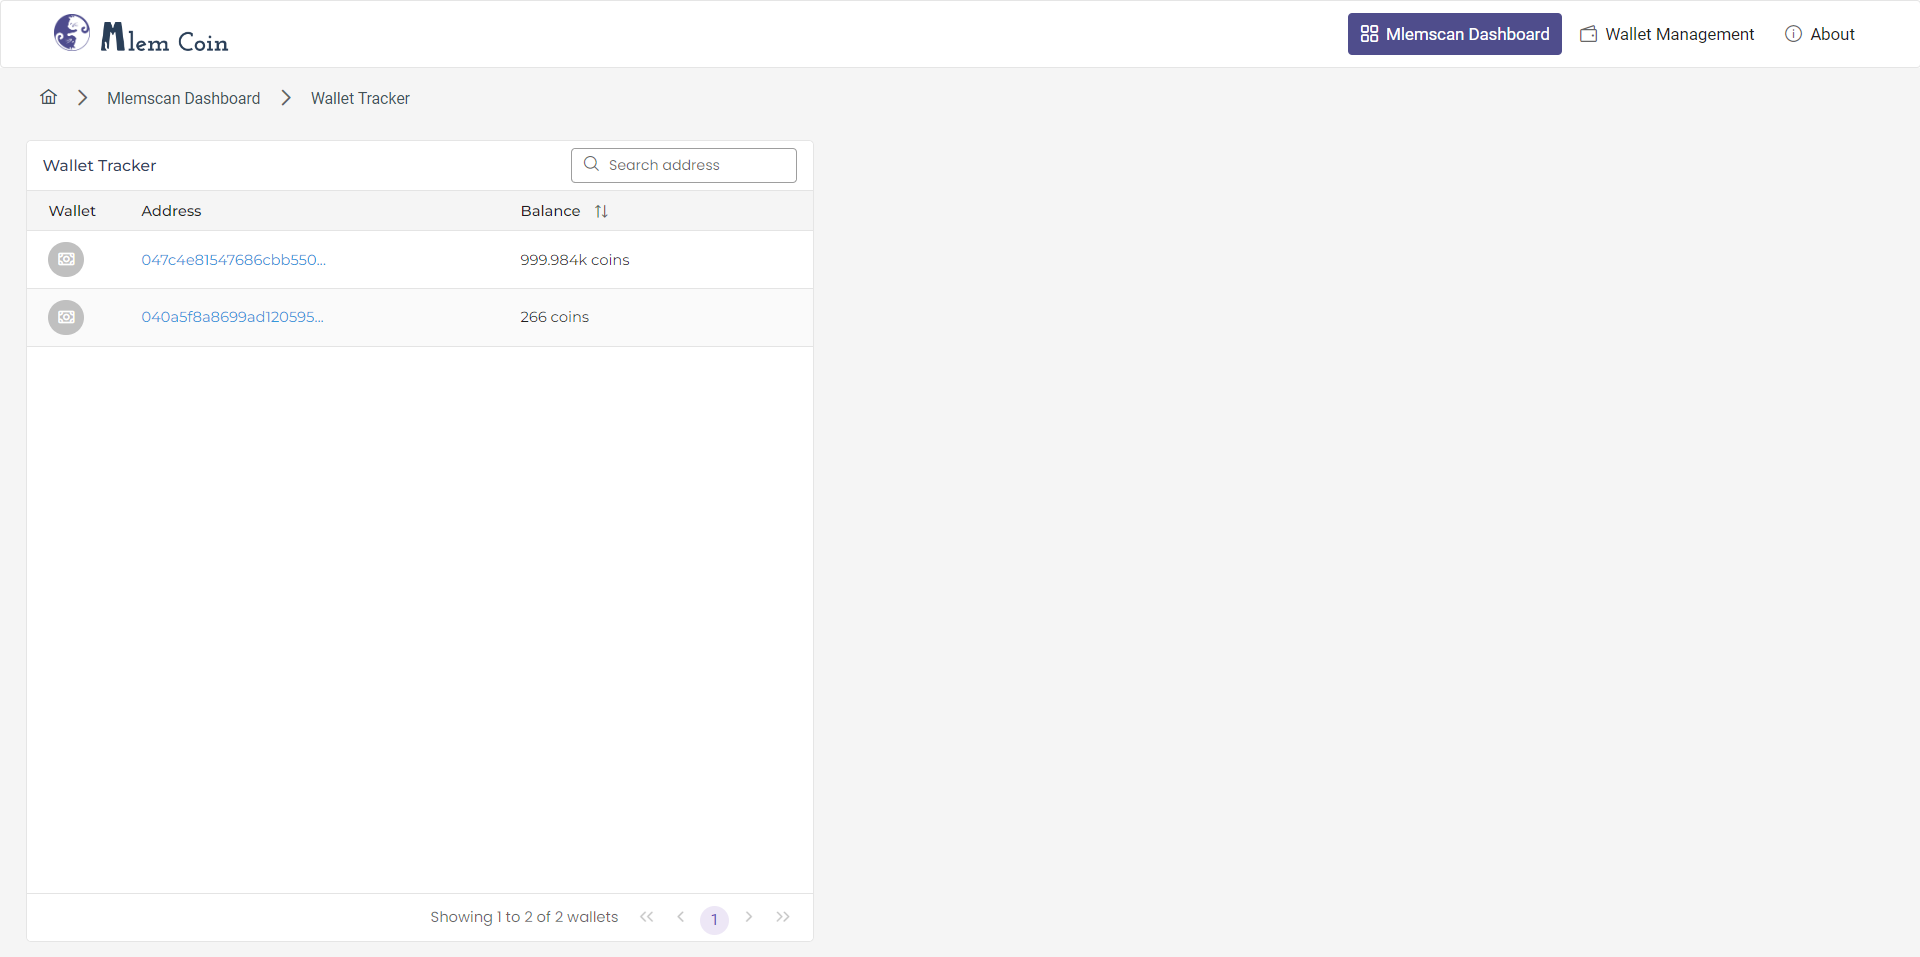 Mlem Coin
Mlemscan Dashboard
Wallet Management
About
Mlemscan Dashboard
Wallet Tracker
Wallet Tracker
Search address
Wallet Address Balance
047c4e81547686cbb550... 999.984k coins
040a5f8a8699ad120595... 266 coins
Showing 1 to 2 of 2 wallets
1